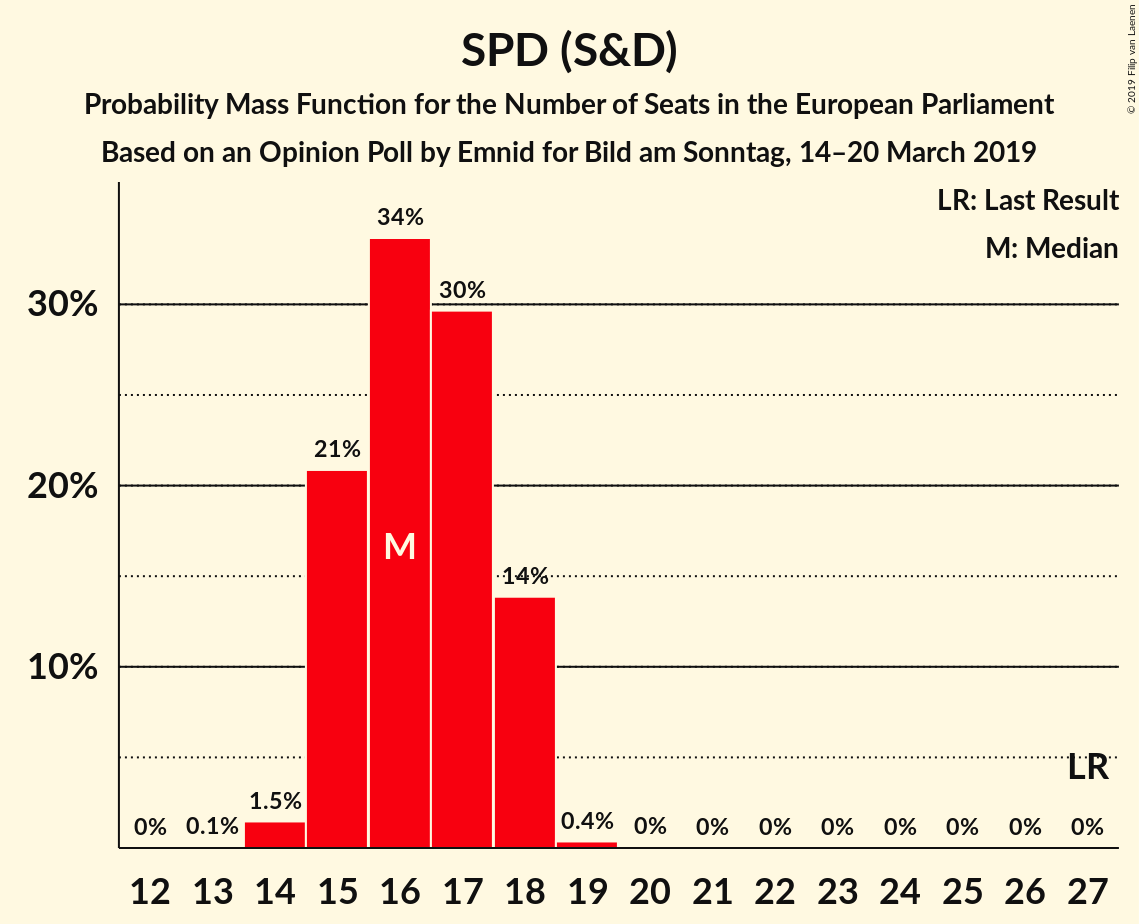 SPD (S&D)
Probability Mass Function for the Number of Seats in the European Parliament
Based on an Opinion Poll by Emnid for Bild am Sonntag, 14–20 March 2019
© 2019 Filip van Laenen
LR: Last Result
M: Median
34%
30%
30%
21%
20%
M
14%
10%
LR
1.5%
0% 0.1% 0.4% 0% 0% 0% 0% 0% 0% 0% 0%
12 13 14 15 16 17 18 19 20 21 22 23 24 25 26 27